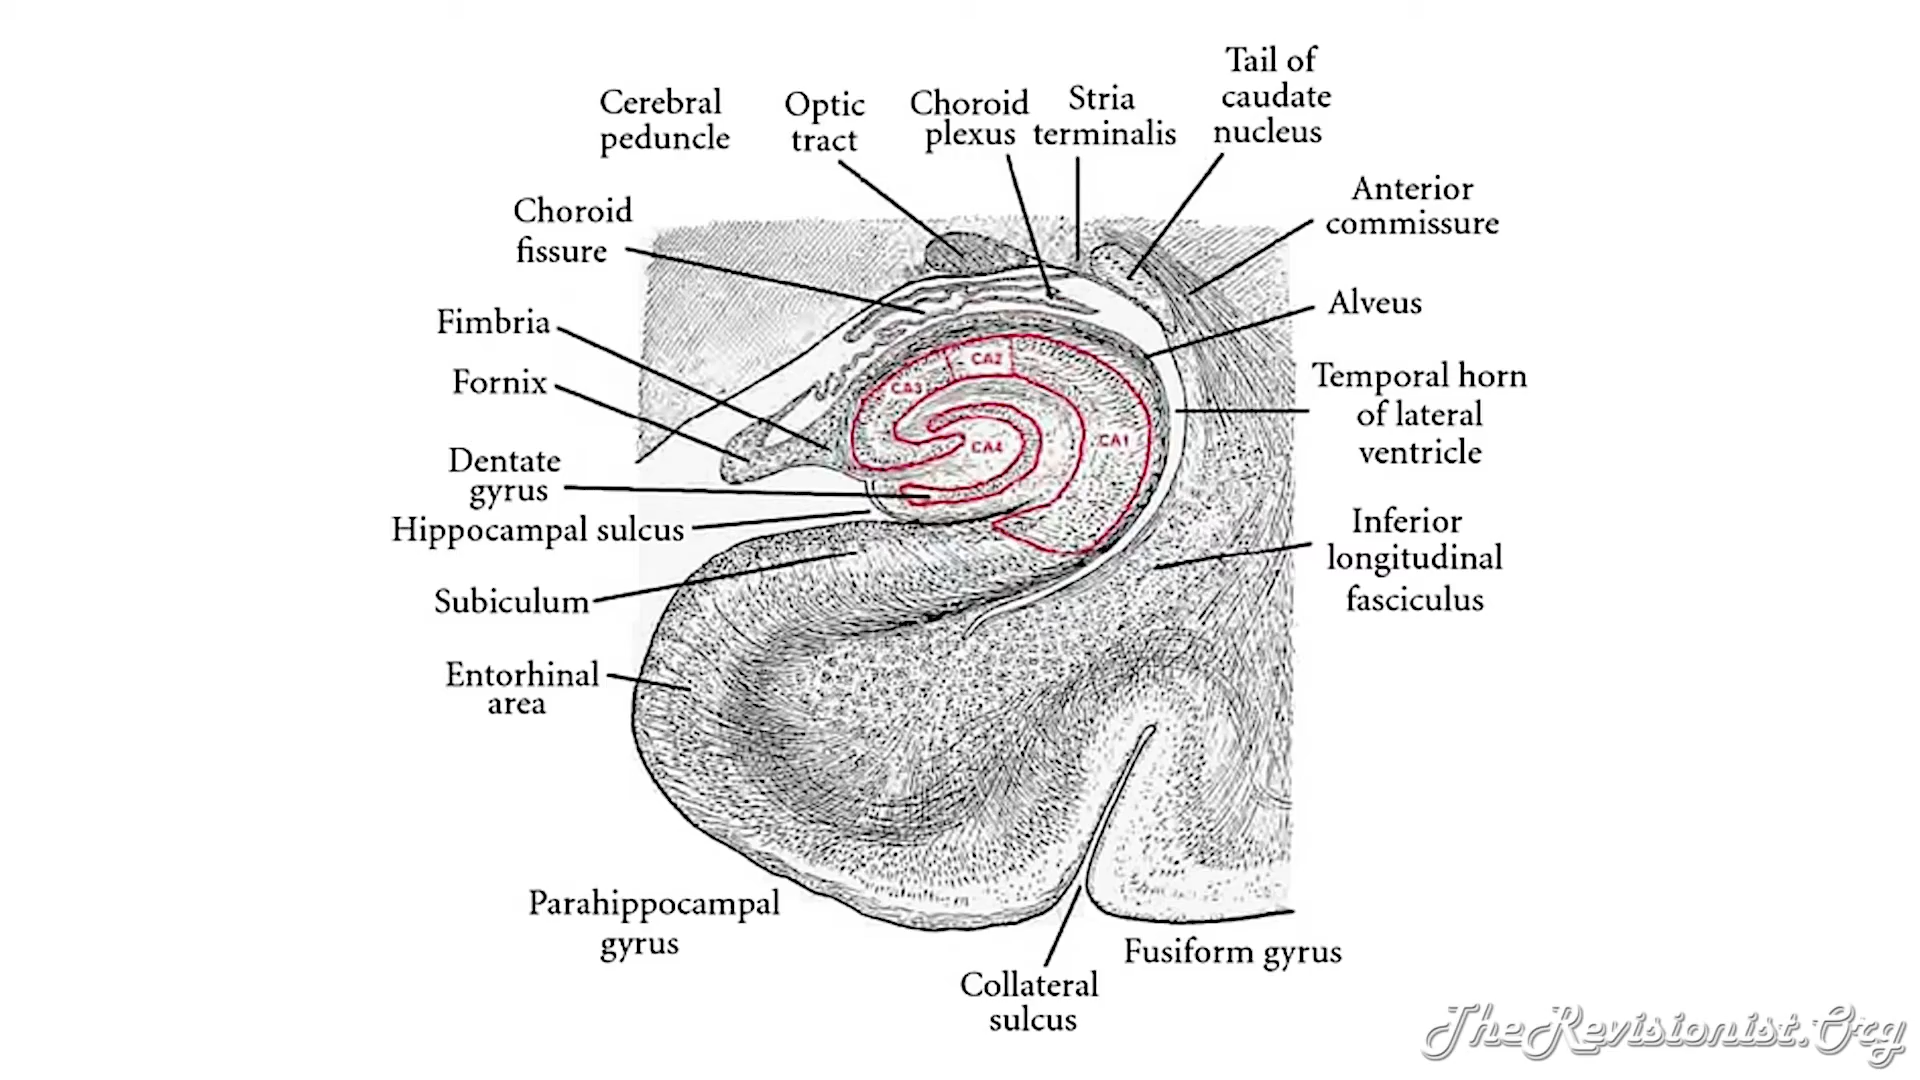 Tail of
caudate
nucleus
Cerebral
peduncle
Optic
tract
Choroid
plexus
Stria
terminalis
Anterior
commissure
Choroid
fissure
Alveus
Fimbria
Fornix
CA2
CA3
CA1
CA4
Temporal horn
of lateral
ventricle
Dentate
gyrus
Hippocampal sulcus
Inferior
longitudinal
fasciculus
Subiculum
Entorhinal
area
Parahippocampal
gyrus
Fusiform gyrus
Collateral
sulcus
TheRevisionist.Org